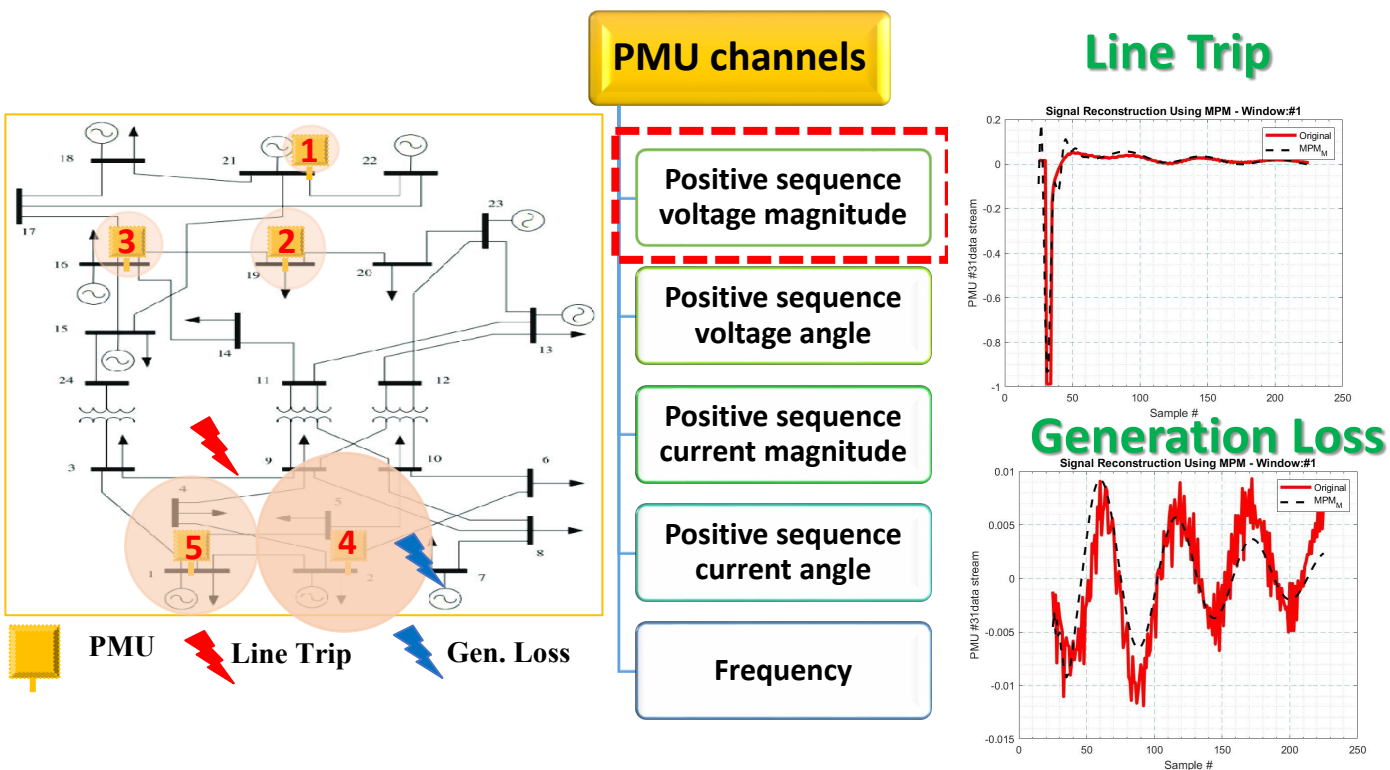 PMU channels
Positive sequence
voltage magnitude
Positive sequence
voltage angle
Positive sequence
current magnitude
Positive sequence
current angle
Frequency
18
21
1
22
17
23
3
2
16
19
20
15
14
13
24
11
12
3
9
10
6
4
5
5
4
8
1
2
7
PMU
Line Trip
Gen. Loss
Line Trip
Signal Reconstruction Using MPM - Window:#1
Original
MPM_M
PMU #31data stream
0.2
0
-0.2
-0.4
-0.6
-0.8
-1
0
50
100
150
200
250
Sample #
Generation Loss
Signal Reconstruction Using MPM - Window:#1
Original
MPM_M
PMU #31data stream
0.01
0.005
0
-0.005
-0.01
-0.015
0
50
100
150
200
250
Sample #